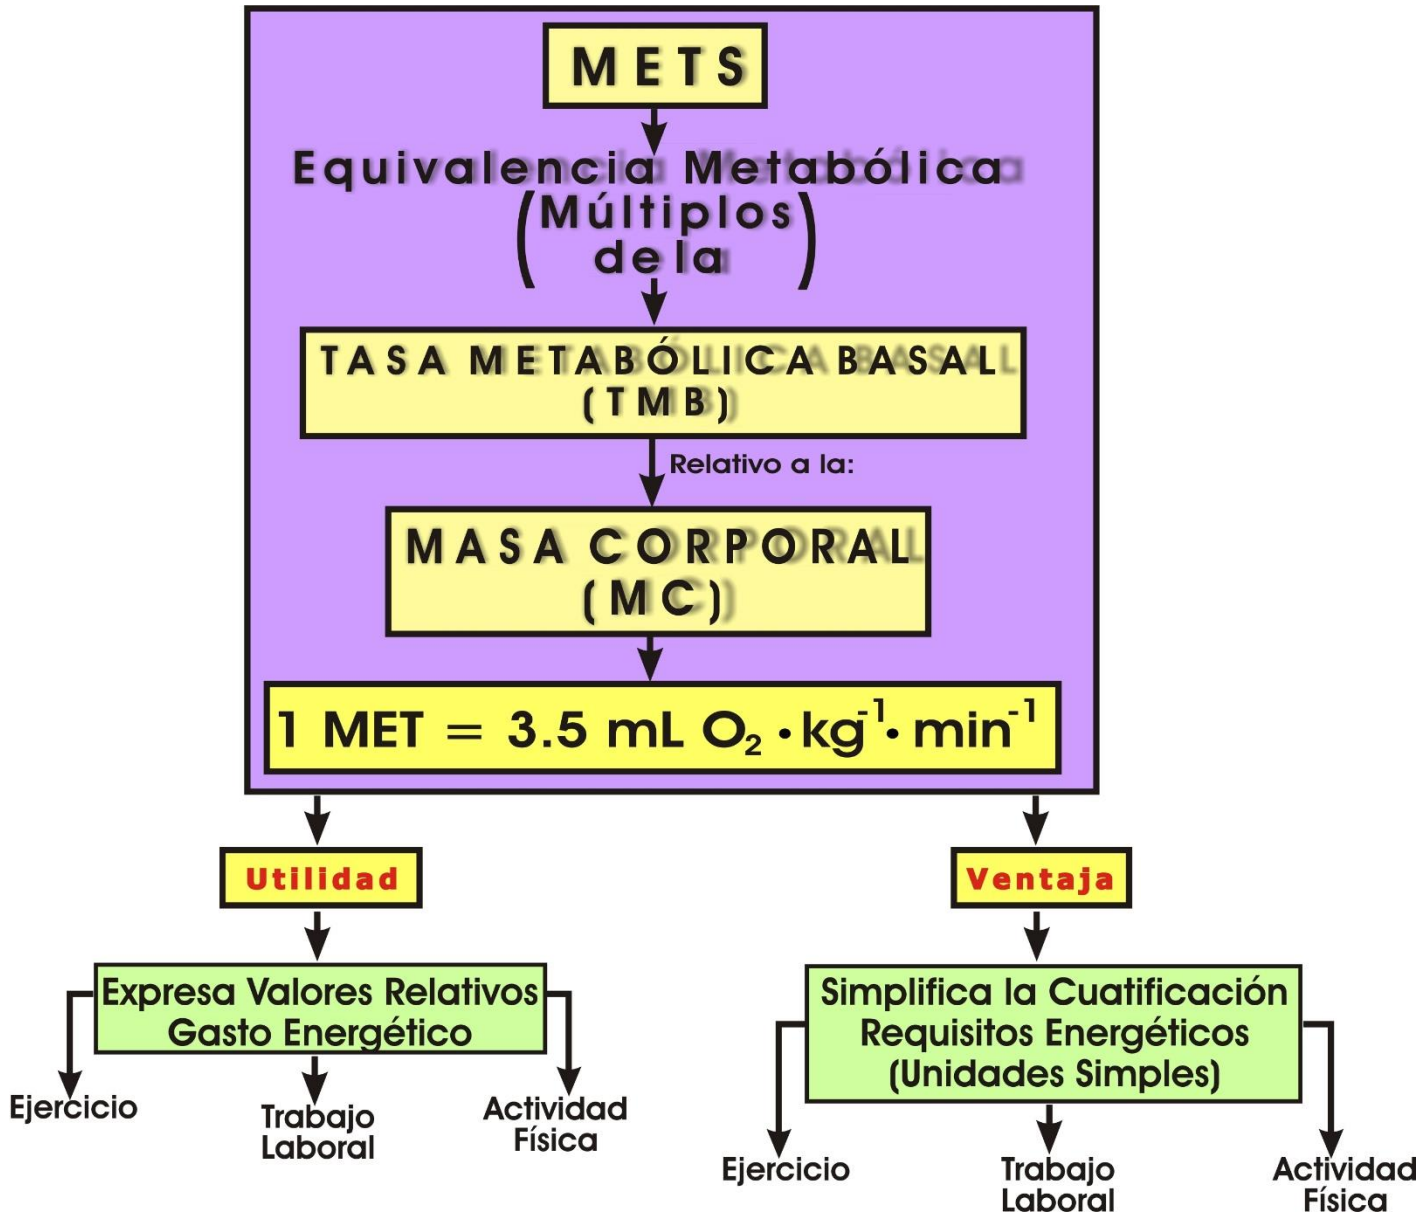 METS
Equivalencia Metabólica
(Múltiplos
de la)
TASA METABÓLICA BASAL
(TMB)
Relativo a la:
MASA CORPORAL
(MC)
1 MET = 3.5 mL O₂ • kg⁻¹ • min⁻¹
Utilidad
Expresa Valores Relativos
Gasto Energético
Ejercicio
Trabajo
Laboral
Actividad
Física
Ventaja
Simplifica la Cuatificación
Requisitos Energéticos
(Unidades Simples)
Ejercicio
Trabajo
Laboral
Actividad
Física